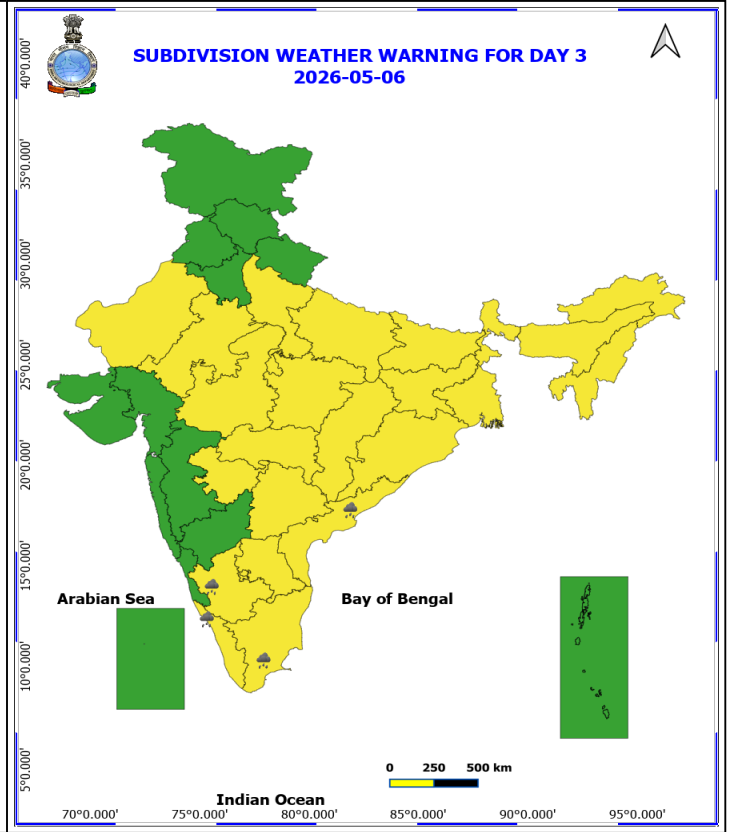 SUBDIVISION WEATHER WARNING FOR DAY 3
2026-05-06
40°0.000'
35°0.000'
30°0.000'
25°0.000'
20°0.000'
15°0.000'
10°0.000'
5°0.000'
Arabian Sea
Bay of Bengal
0 250 500 km
Indian Ocean
70°0.000' 75°0.000' 80°0.000' 85°0.000' 90°0.000' 95°0.000'